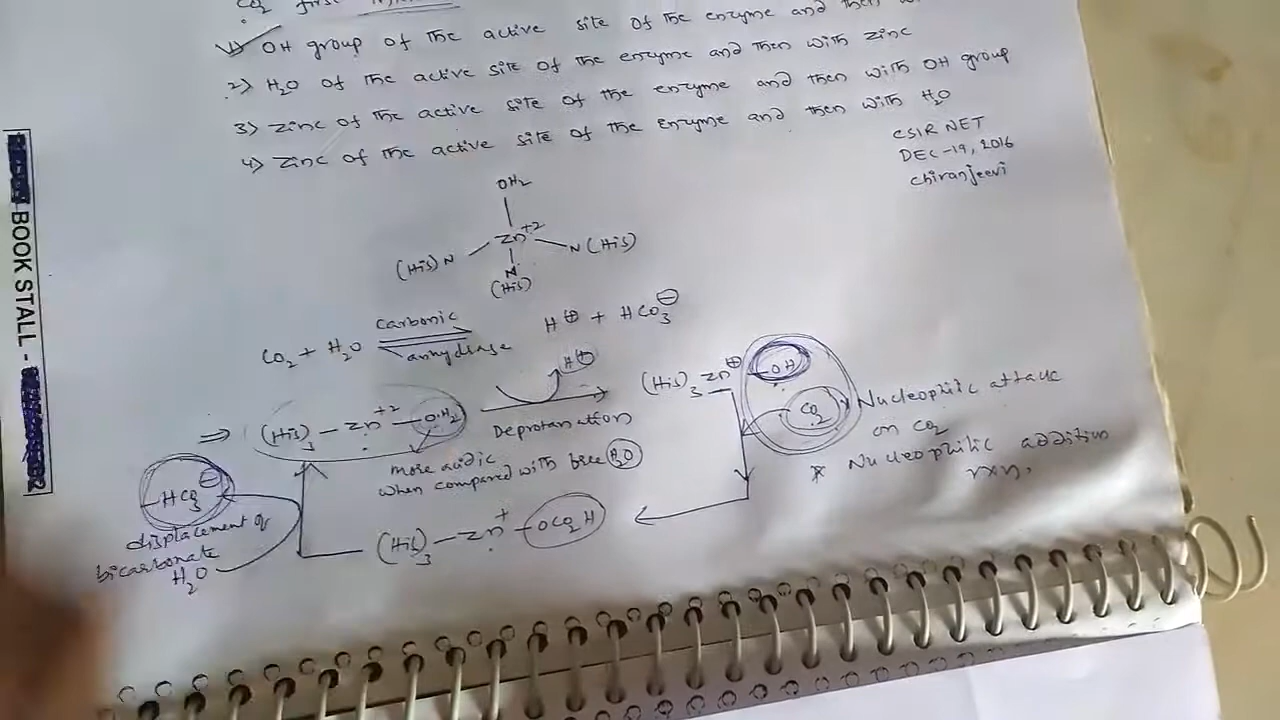 CO2 first
1) OH group of the active site of the enzyme and then
2) H2O of the active site of the enzyme and then with zinc
3) Zinc of the active site of the enzyme and then with OH group
4) Zinc of the active site of the enzyme and then with H2O
CSIR NET
DEC-19, 2016
Chiranjeevi
BOOK STALL -
OH2
Zn+2
(His)N
N(His)
N
(His)
CO2 + H2O
Carbonic
anhydrase
H⊕ + HCO3⊖
⇒ (His)3 - Zn+2 - OH2
H⊕
Deprotanation
(His)3 Zn⊕ - OH
CO2
Nucleophilic attack
on CO2
* Nucleophilic addition
rxn.
more acidic
when compared with free H2O
HCO3⊖
displacement of
bicarbonate
H2O
(His)3 - Zn+ - OCO2H